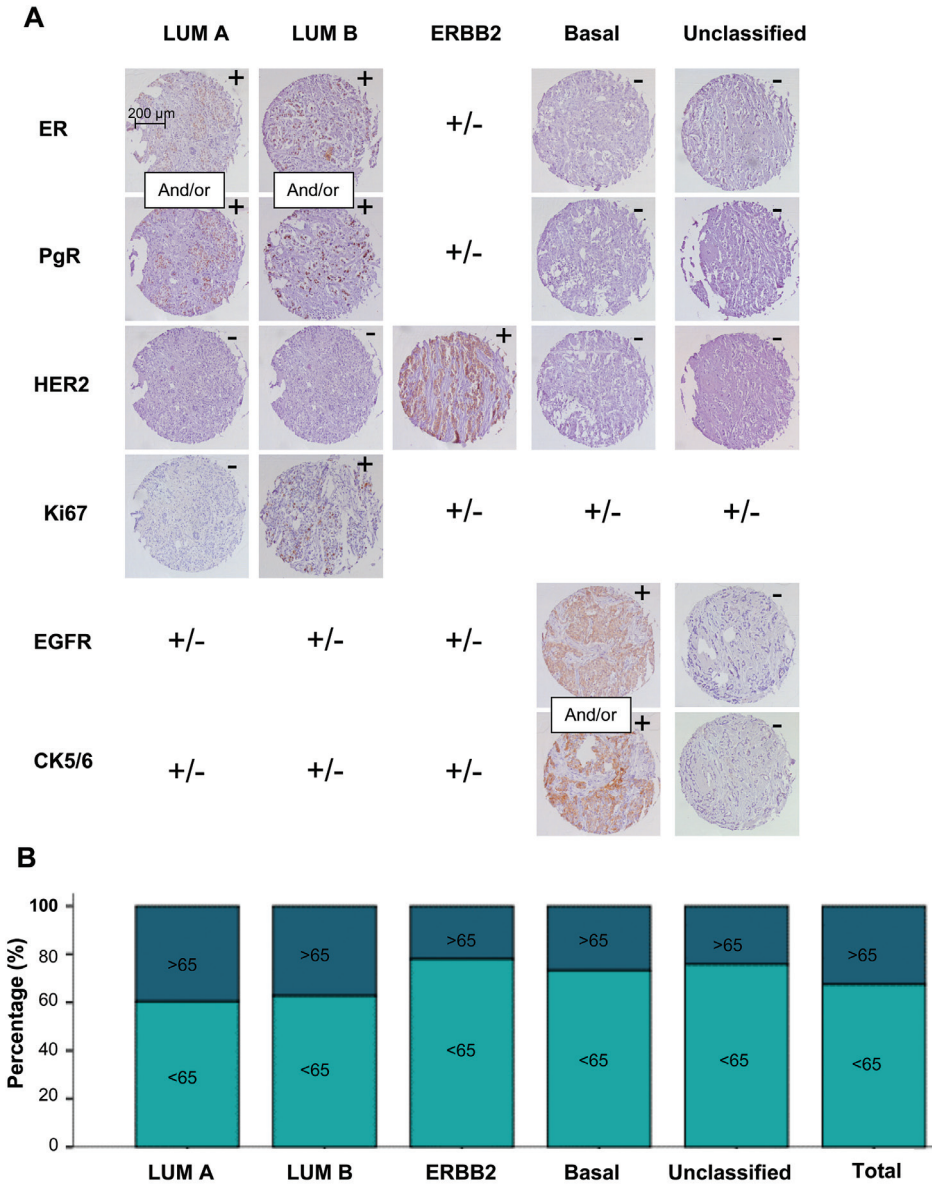 A
LUM A LUM B ERBB2 Basal Unclassified
+ + - -
200 µm
ER +/-
And/or And/or
+ + - -
PgR +/-
- - + - -
HER2
- +
Ki67 +/- +/- +/-
+ -
EGFR +/- +/- +/-
And/or
+ -
CK5/6 +/- +/- +/-
B
Percentage (%)
100
80
60
40
20
0
>65 >65 >65 >65 >65 >65
<65 <65 <65 <65 <65 <65
LUM A LUM B ERBB2 Basal Unclassified Total